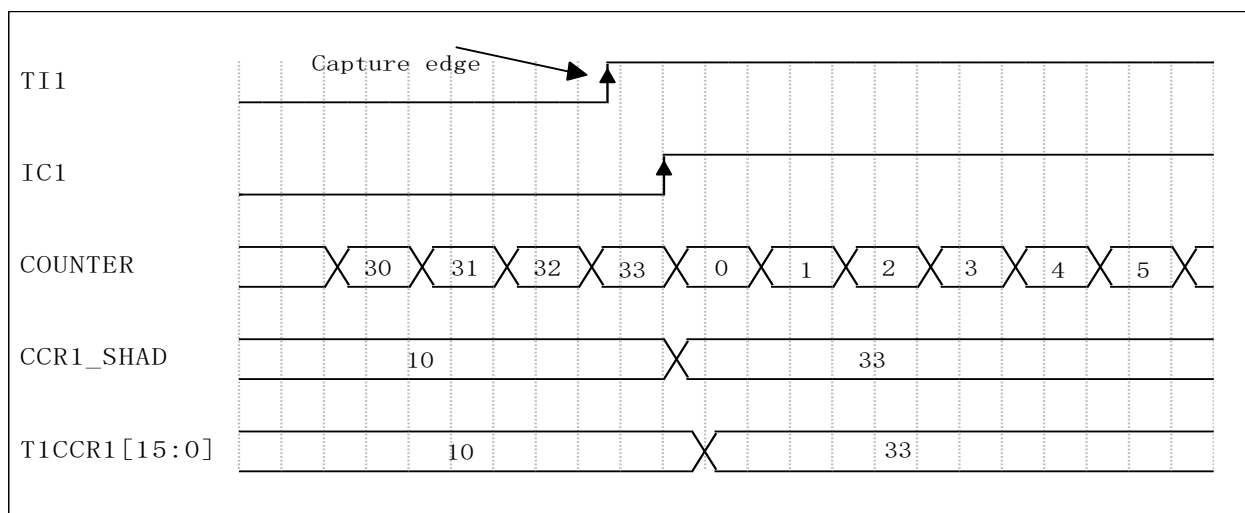 Capture edge
TI1
IC1
COUNTER 30 31 32 33 0 1 2 3 4 5
CCR1_SHAD 10 33
T1CCR1[15:0] 10 33